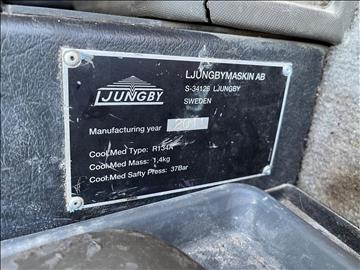 LJUNGBY
LJUNGBYMASKIN AB
S-34126 LJUNGBY
SWEDEN
Manufacturing year 2011
Cool.Med Type: R134A
Cool.Med Mass: 1,4kg
Cool.Med Safty Press: 37Bar